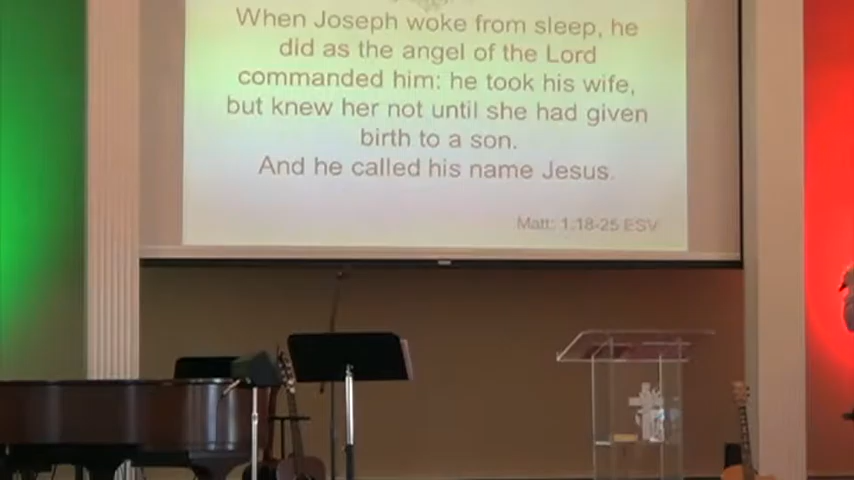 When Joseph woke from sleep, he
did as the angel of the Lord
commanded him: he took his wife,
but knew her not until she had given
birth to a son.
And he called his name Jesus.
Matt: 1:18-25 ESV